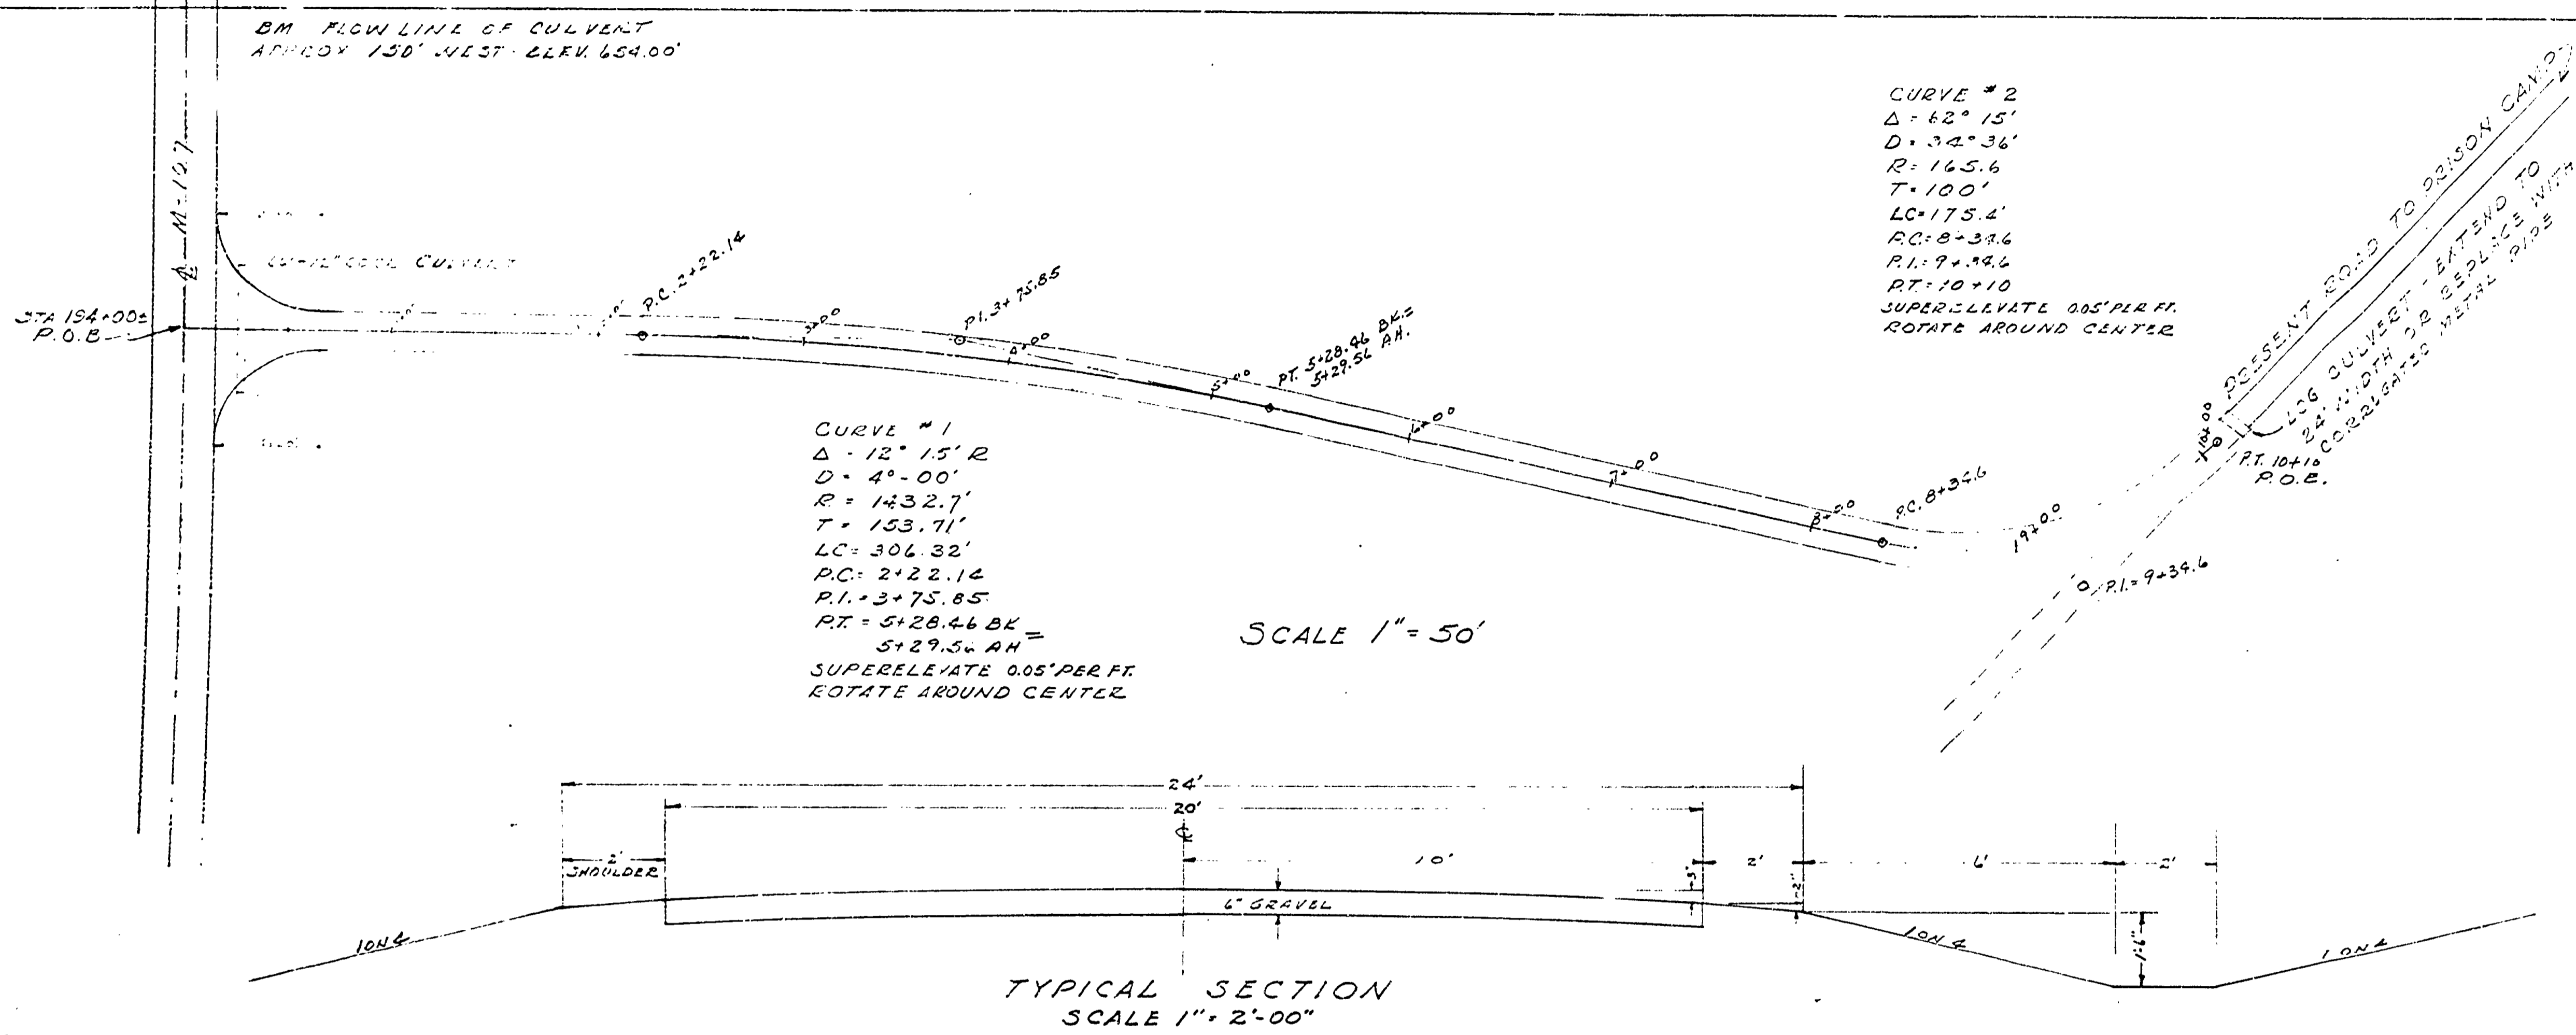 BM FLOW LINE OF CULVERT
APPROX 150' WEST - ELEV. 654.00'
M-107
CULVERT
STA 194+00±
P.O.B
P.C. 2+22.14
3+00
P.I. 3+75.85
4+00
5+00
PT. 5+28.46 BK.=
5+29.56 AH.
6+00
7+00
8+00
P.C. 8+34.6
19+00
P.I.= 9+34.6
10+00
P.T. 10+10
P.O.E.
PRESENT ROAD TO PRISON CAMP
LOG CULVERT - EXTEND TO
24' WIDTH OR REPLACE WITH
CORRUGATED METAL PIPE
CURVE #2
Δ = 62° 15'
D = 34° 36'
R = 165.6
T = 100'
LC = 175.4'
P.C. = 8+34.6
P.I. = 9+34.6
P.T. = 10+10
SUPERELEVATE 0.05' PER FT.
ROTATE AROUND CENTER
CURVE #1
Δ - 12° 15' R
D = 4°-00'
R = 1432.7'
T = 153.71'
LC = 306.32'
P.C. = 2+22.14
P.I. = 3+75.85
P.T. = 5+28.46 BK =
5+29.56 AH
SUPERELEVATE 0.05' PER FT.
ROTATE AROUND CENTER
SCALE 1" = 50'
24'
20'
℄
2'
SHOULDER
10'
2'
6'
2'
3"
2"
6" GRAVEL
1 ON 4
1 ON 4
1'-6"
1 ON 4
TYPICAL SECTION
SCALE 1" = 2'-00"